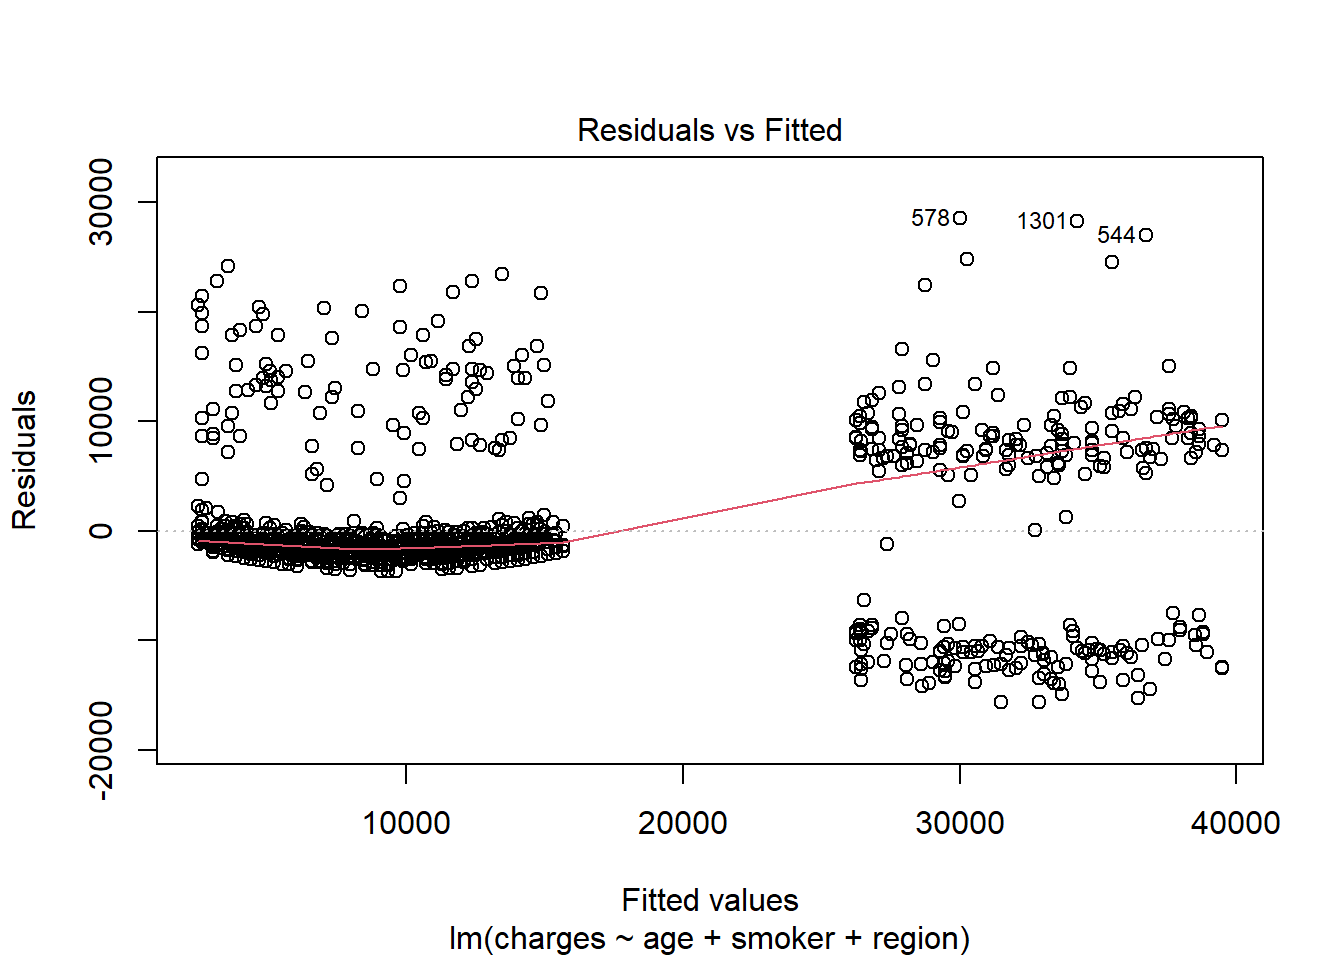 Residuals vs Fitted
Residuals
30000
10000
0
-20000
578
1301
544
10000 20000 30000 40000
Fitted values
lm(charges ~ age + smoker + region)